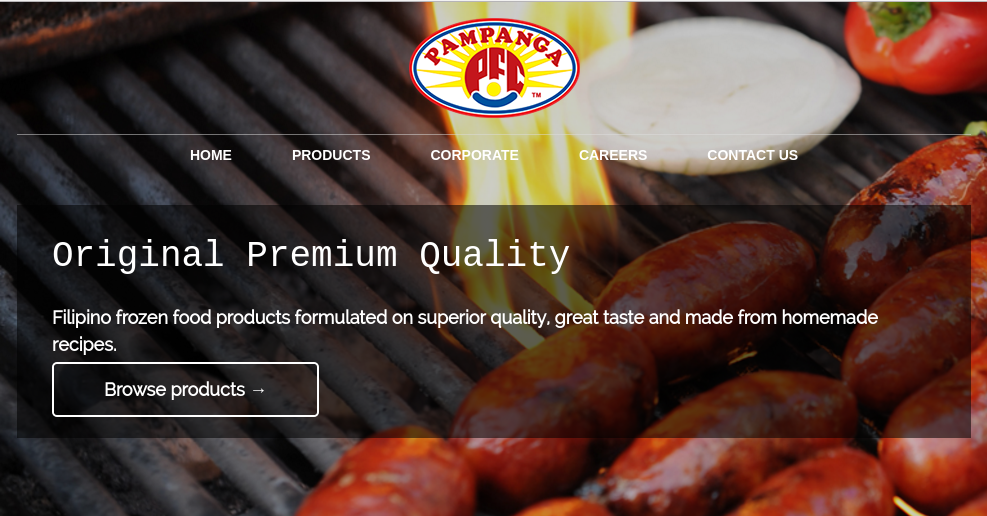 PAMPANGA
PFC
TM
HOME PRODUCTS CORPORATE CAREERS CONTACT US
Original Premium Quality
Filipino frozen food products formulated on superior quality, great taste and made from homemade
recipes.
Browse products →